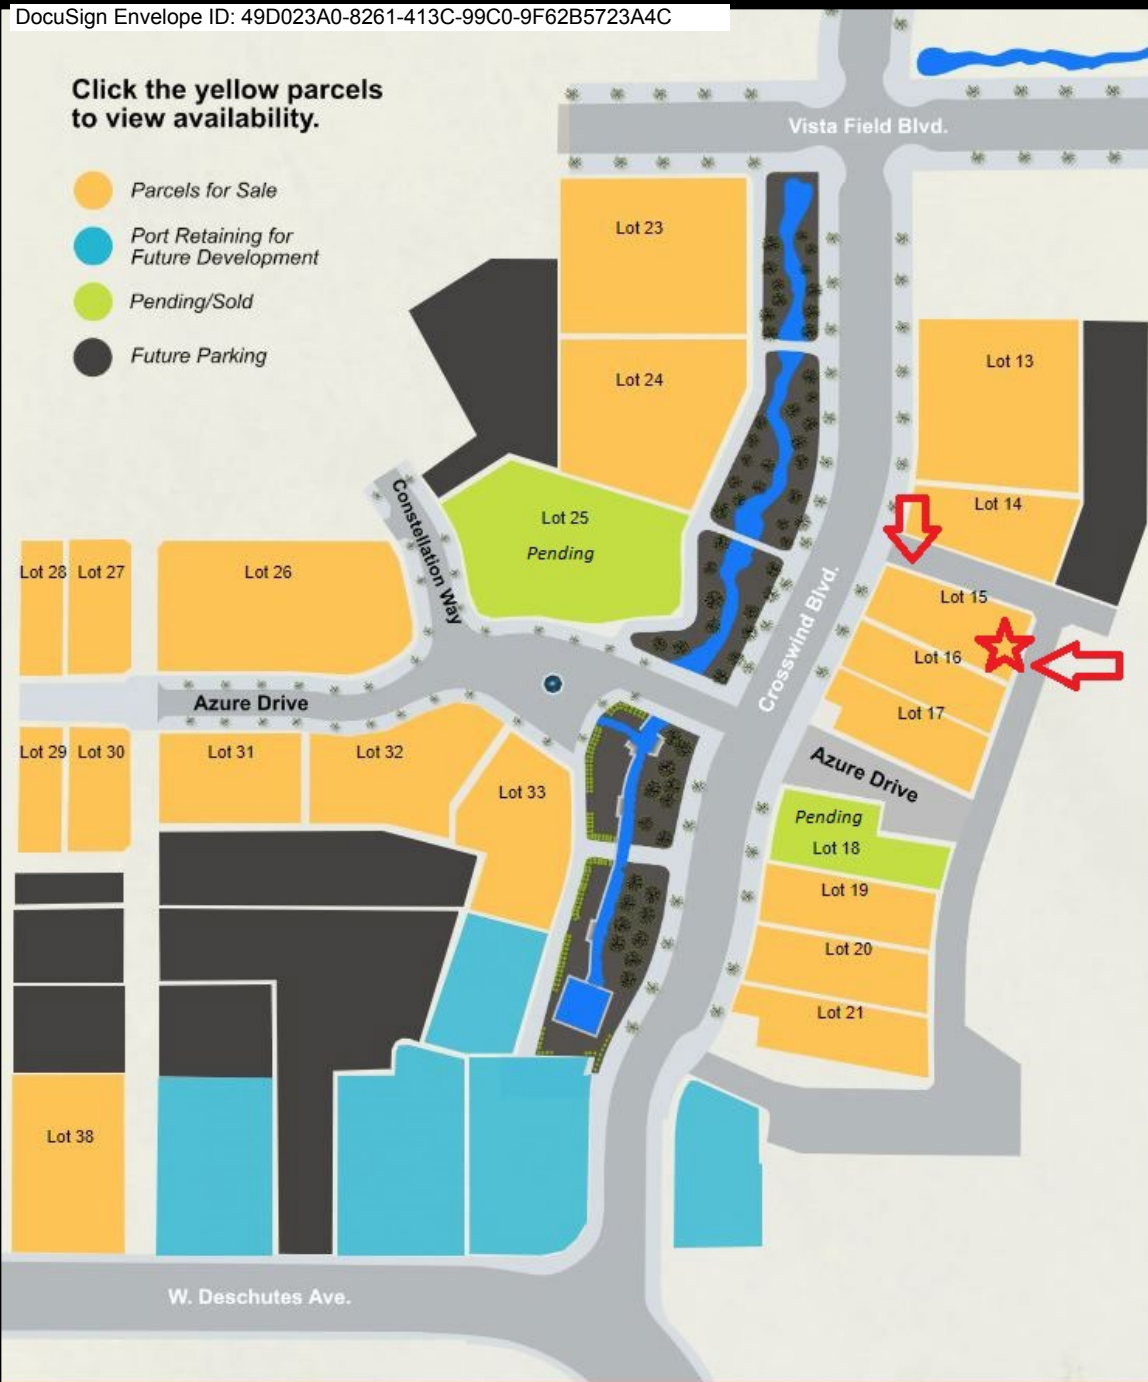 DocuSign Envelope ID: 49D023A0-8261-413C-99C0-9F62B5723A4C
Click the yellow parcels
to view availability.
Parcels for Sale
Port Retaining for
Future Development
Pending/Sold
Future Parking
Vista Field Blvd.
Lot 23
Lot 13
Lot 24
Lot 14
Constellation Way
Lot 25
Pending
Lot 28
Lot 27
Lot 26
Crosswind Blvd.
Lot 15
Lot 16
Lot 17
Azure Drive
Lot 29
Lot 30
Lot 31
Lot 32
Lot 33
Azure Drive
Pending
Lot 18
Lot 19
Lot 20
Lot 21
Lot 38
W. Deschutes Ave.